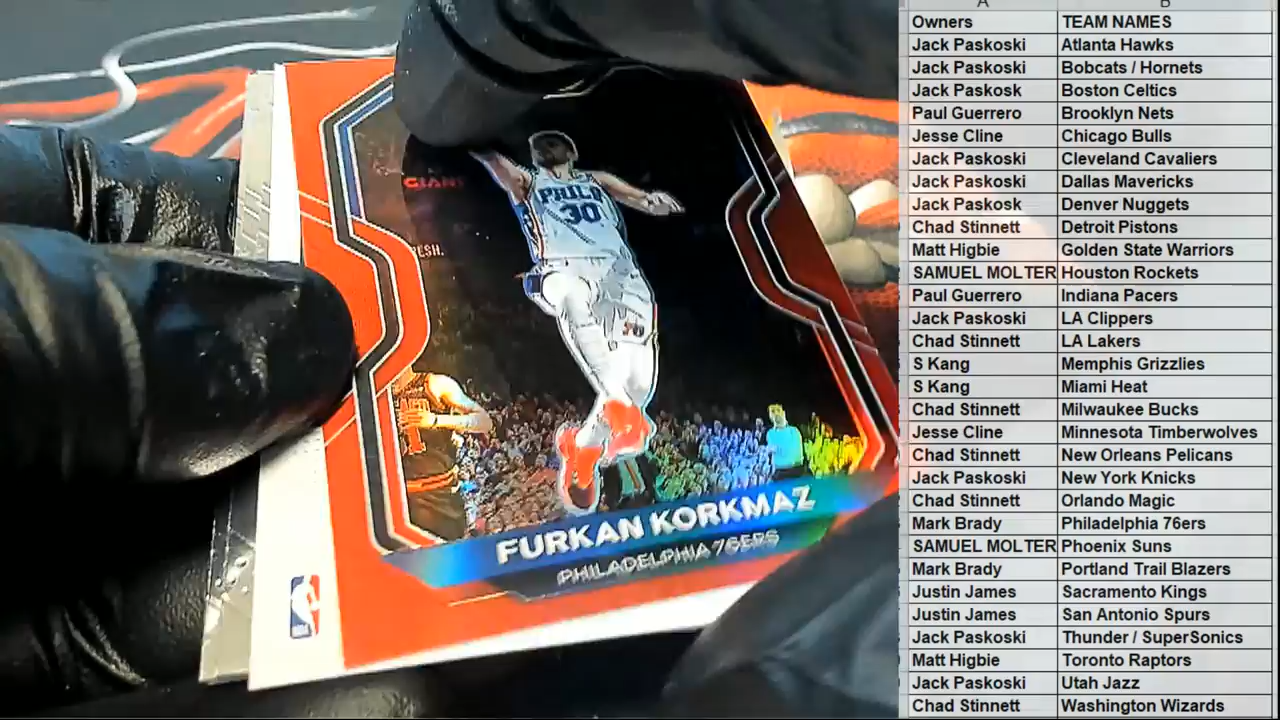 GIANT
ESH.
PHILA
30
FURKAN KORKMAZ
PHILADELPHIA 76ERS
NBA
A B
Owners TEAM NAMES
Jack Paskoski Atlanta Hawks
Jack Paskoski Bobcats / Hornets
Jack Paskosk Boston Celtics
Paul Guerrero Brooklyn Nets
Jesse Cline Chicago Bulls
Jack Paskoski Cleveland Cavaliers
Jack Paskoski Dallas Mavericks
Jack Paskosk Denver Nuggets
Chad Stinnett Detroit Pistons
Matt Higbie Golden State Warriors
SAMUEL MOLTER Houston Rockets
Paul Guerrero Indiana Pacers
Jack Paskoski LA Clippers
Chad Stinnett LA Lakers
S Kang Memphis Grizzlies
S Kang Miami Heat
Chad Stinnett Milwaukee Bucks
Jesse Cline Minnesota Timberwolves
Chad Stinnett New Orleans Pelicans
Jack Paskoski New York Knicks
Chad Stinnett Orlando Magic
Mark Brady Philadelphia 76ers
SAMUEL MOLTER Phoenix Suns
Mark Brady Portland Trail Blazers
Justin James Sacramento Kings
Justin James San Antonio Spurs
Jack Paskoski Thunder / SuperSonics
Matt Higbie Toronto Raptors
Jack Paskoski Utah Jazz
Chad Stinnett Washington Wizards